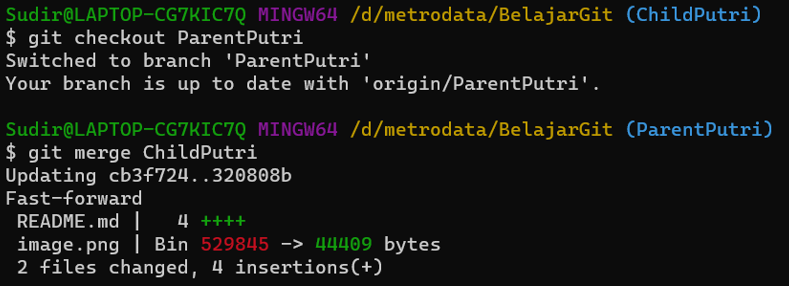 Sudir@LAPTOP-CG7KIC7Q MINGW64 /d/metrodata/BelajarGit (ChildPutri)
$ git checkout ParentPutri
Switched to branch 'ParentPutri'
Your branch is up to date with 'origin/ParentPutri'.
Sudir@LAPTOP-CG7KIC7Q MINGW64 /d/metrodata/BelajarGit (ParentPutri)
$ git merge ChildPutri
Updating cb3f724..320808b
Fast-forward
README.md |   4 ++++
image.png | Bin 529845 -> 44409 bytes
2 files changed, 4 insertions(+)